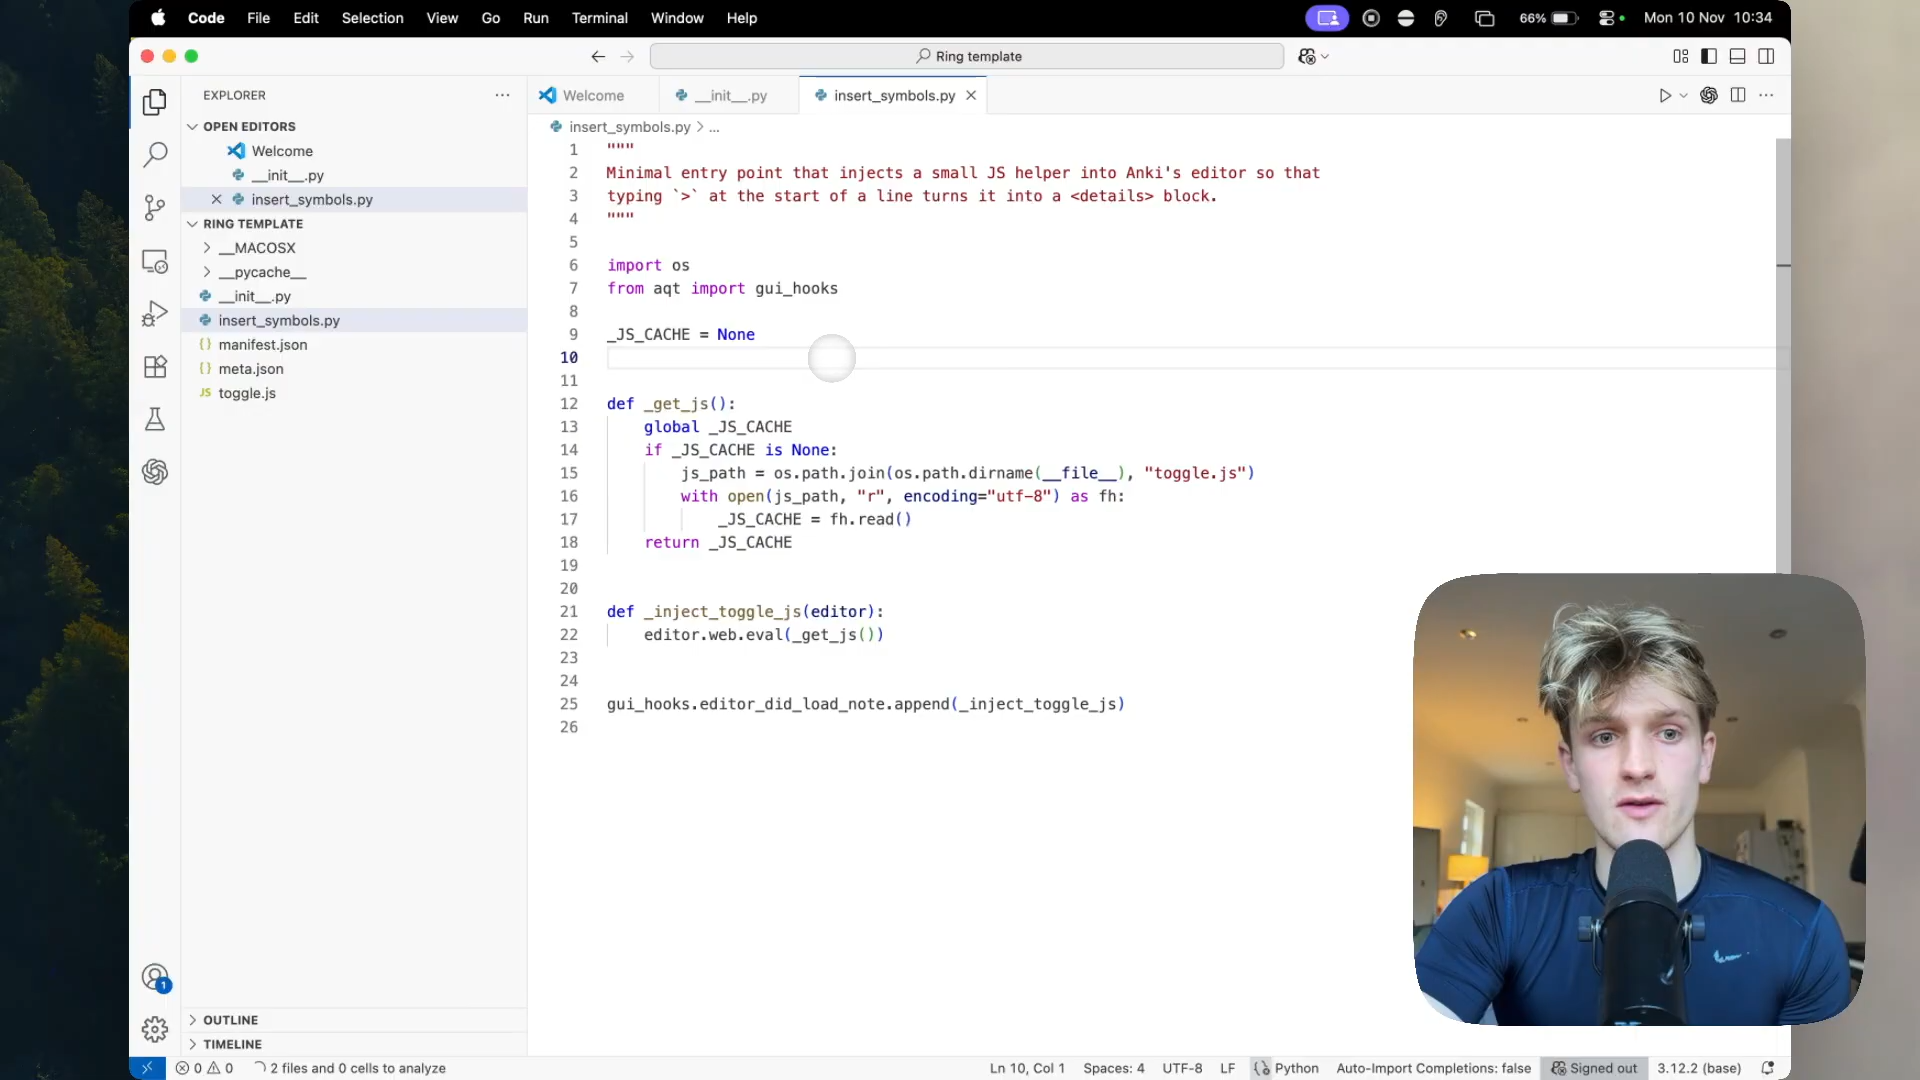 Code File Edit Selection View Go Run Terminal Window Help 66% Mon 10 Nov 10:34
Ring template
EXPLORER
OPEN EDITORS
Welcome
__init__.py
insert_symbols.py
RING TEMPLATE
__MACOSX
__pycache__
__init__.py
insert_symbols.py
{} manifest.json
{} meta.json
JS toggle.js
OUTLINE
TIMELINE
Welcome __init__.py insert_symbols.py
insert_symbols.py > ...
1 """
2 Minimal entry point that injects a small JS helper into Anki's editor so that
3 typing `>` at the start of a line turns it into a <details> block.
4 """
5
6 import os
7 from aqt import gui_hooks
8
9 _JS_CACHE = None
10
11
12 def _get_js():
13 global _JS_CACHE
14 if _JS_CACHE is None:
15 js_path = os.path.join(os.path.dirname(__file__), "toggle.js")
16 with open(js_path, "r", encoding="utf-8") as fh:
17 _JS_CACHE = fh.read()
18 return _JS_CACHE
19
20
21 def _inject_toggle_js(editor):
22 editor.web.eval(_get_js())
23
24
25 gui_hooks.editor_did_load_note.append(_inject_toggle_js)
26
1
0 0 2 files and 0 cells to analyze Ln 10, Col 1 Spaces: 4 UTF-8 LF Python Auto-Import Completions: false Signed out 3.12.2 (base)